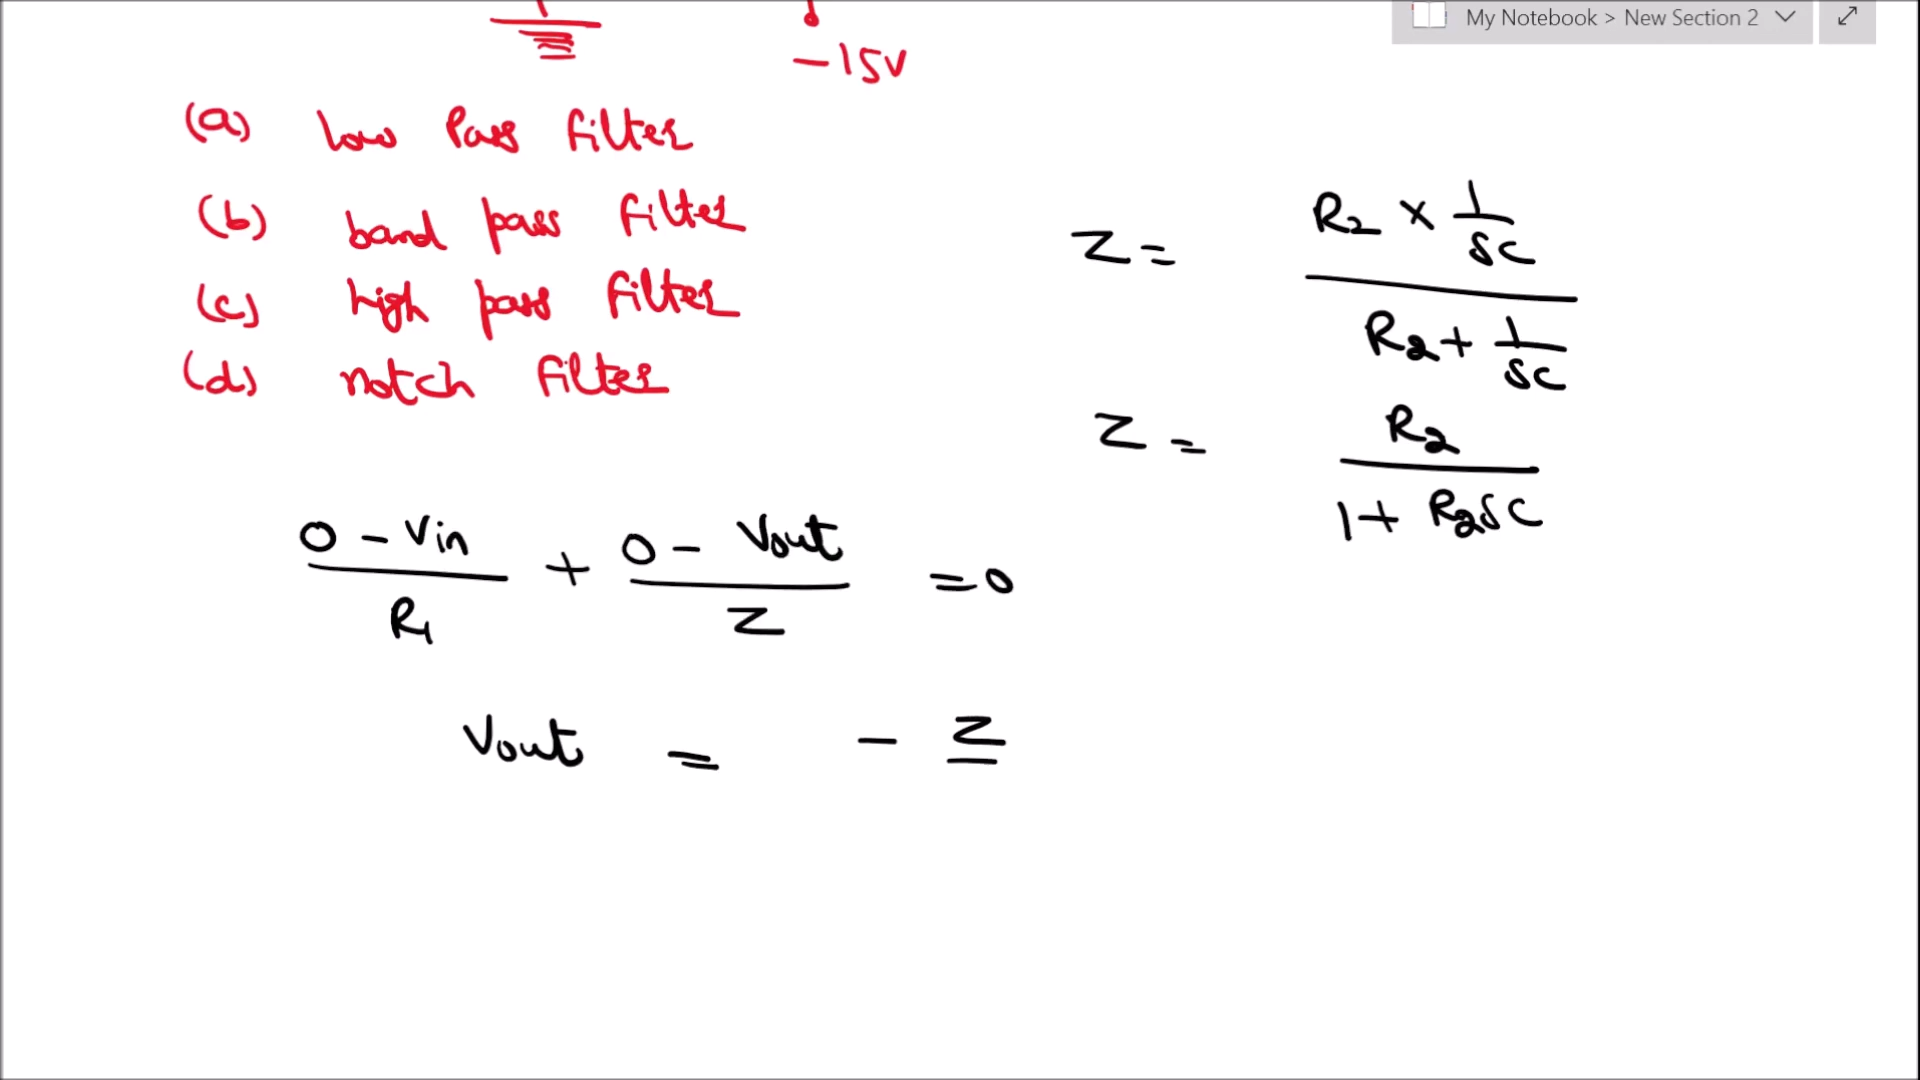 My Notebook > New Section 2
-15V
(a) low Pass filter
(b) band pass filter
(c) high pass filter
(d) notch filter
Z = R2 × 1/SC
R2 + 1/SC
Z = R2
1 + R2SC
0 - Vin + 0 - Vout = 0
R1 Z
Vout = - Z